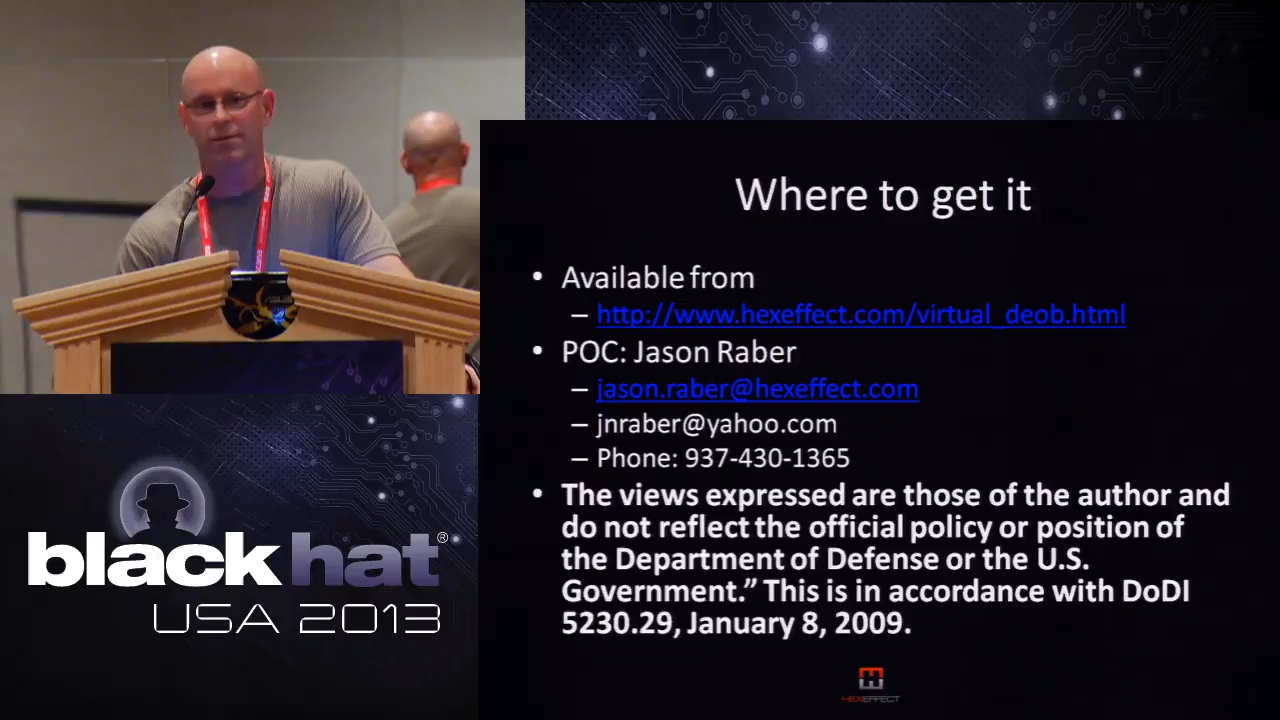 Where to get it
• Available from
– http://www.hexeffect.com/virtual_deob.html
• POC: Jason Raber
– jason.raber@hexeffect.com
– jnraber@yahoo.com
– Phone: 937-430-1365
• The views expressed are those of the author and
do not reflect the official policy or position of
the Department of Defense or the U.S.
Government.” This is in accordance with DoDI
5230.29, January 8, 2009.
HEXEFFECT
blackhat®
USA 2013